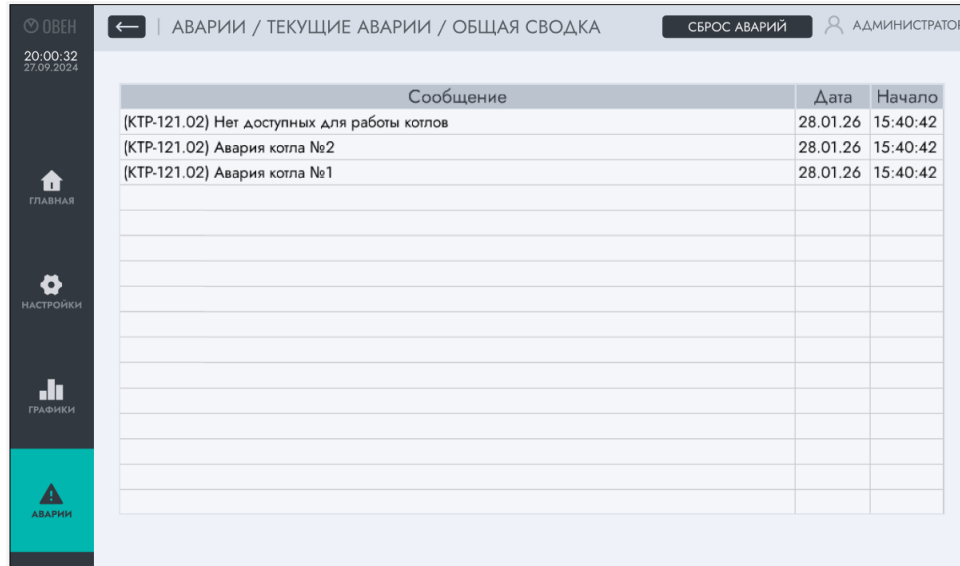 ОВЕН
← | АВАРИИ / ТЕКУЩИЕ АВАРИИ / ОБЩАЯ СВОДКА
СБРОС АВАРИЙ
АДМИНИСТРАТОР
20:00:32
27.09.2024
ГЛАВНАЯ
НАСТРОЙКИ
ГРАФИКИ
АВАРИИ
Сообщение Дата Начало
(КТР-121.02) Нет доступных для работы котлов 28.01.26 15:40:42
(КТР-121.02) Авария котла №2 28.01.26 15:40:42
(КТР-121.02) Авария котла №1 28.01.26 15:40:42